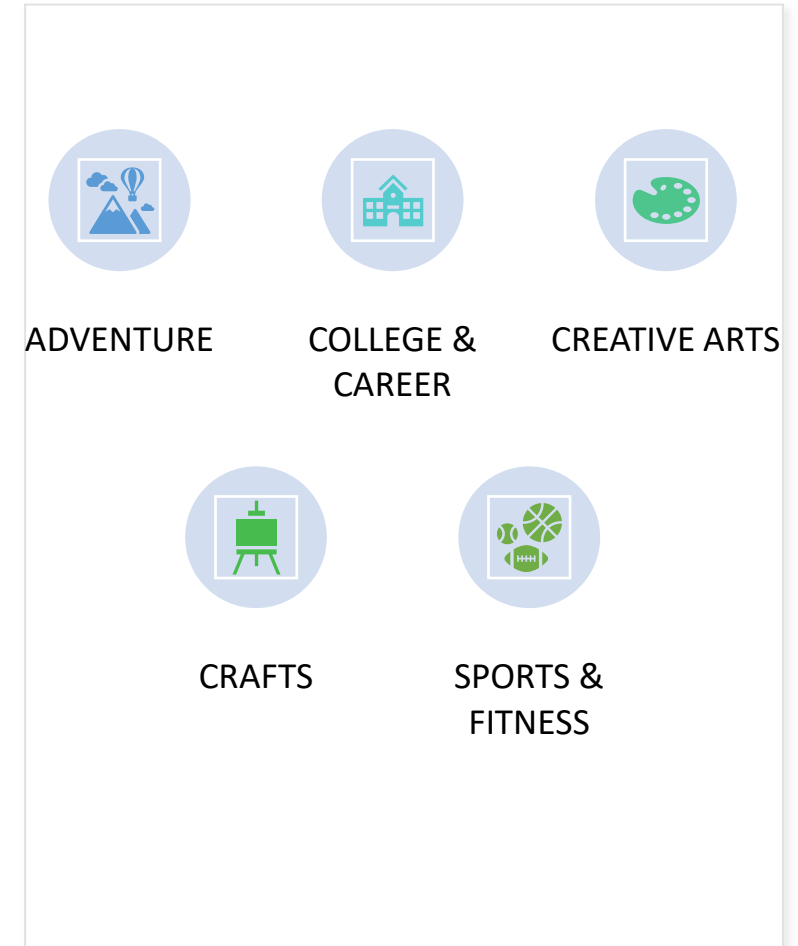 ADVENTURE
COLLEGE &
CAREER
CREATIVE ARTS
CRAFTS
SPORTS &
FITNESS